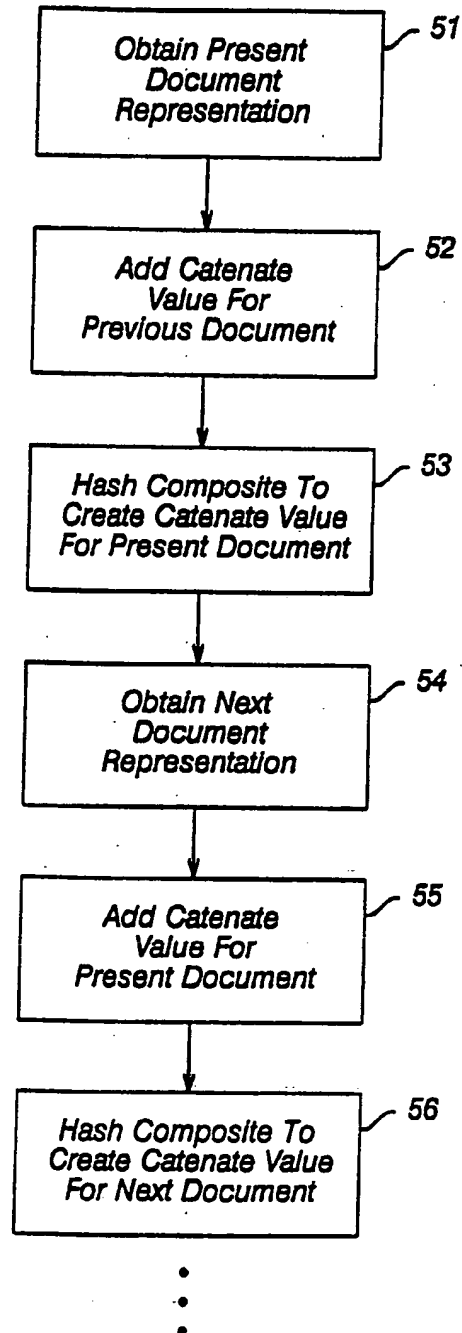 51
Obtain Present
Document
Representation
52
Add Catenate
Value For
Previous Document
53
Hash Composite To
Create Catenate Value
For Present Document
54
Obtain Next
Document
Representation
55
Add Catenate
Value For
Present Document
56
Hash Composite To
Create Catenate Value
For Next Document